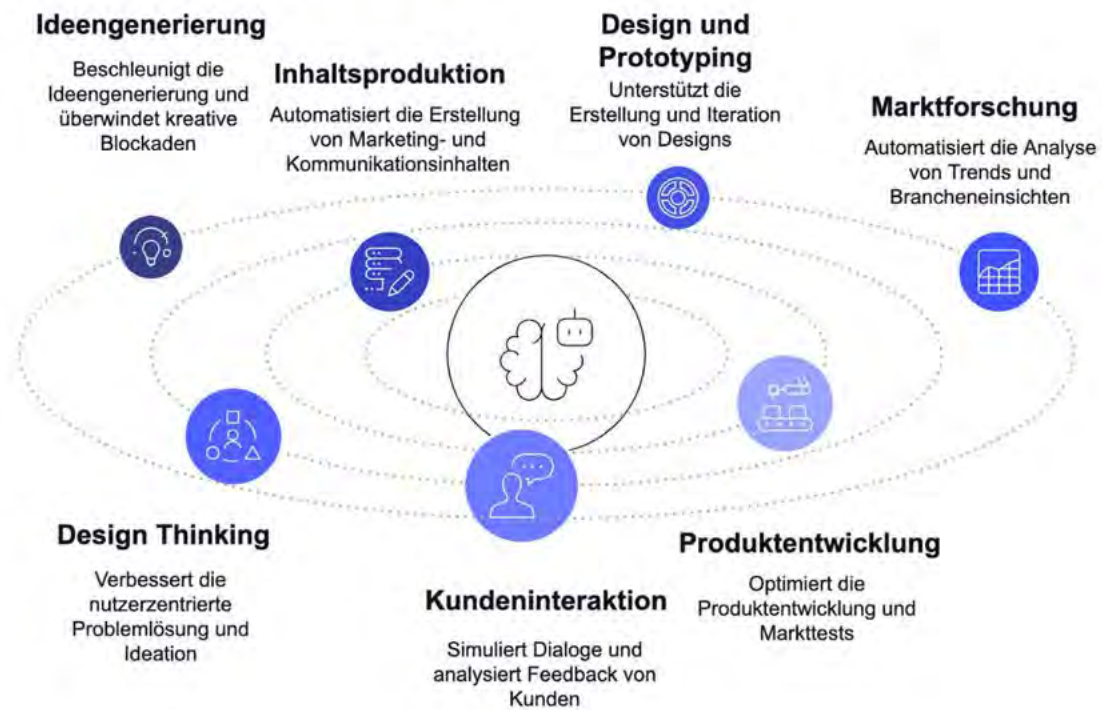 Ideengenerierung
Beschleunigt die
Ideengenerierung und
überwindet kreative
Blockaden
Inhaltsproduktion
Automatisiert die Erstellung
von Marketing- und
Kommunikationsinhalten
Design und
Prototyping
Unterstützt die
Erstellung und Iteration
von Designs
Marktforschung
Automatisiert die Analyse
von Trends und
Brancheneinsichten
Design Thinking
Verbessert die
nutzerzentrierte
Problemlösung und
Ideation
Kundeninteraktion
Simuliert Dialoge und
analysiert Feedback von
Kunden
Produktentwicklung
Optimiert die
Produktentwicklung und
Markttests